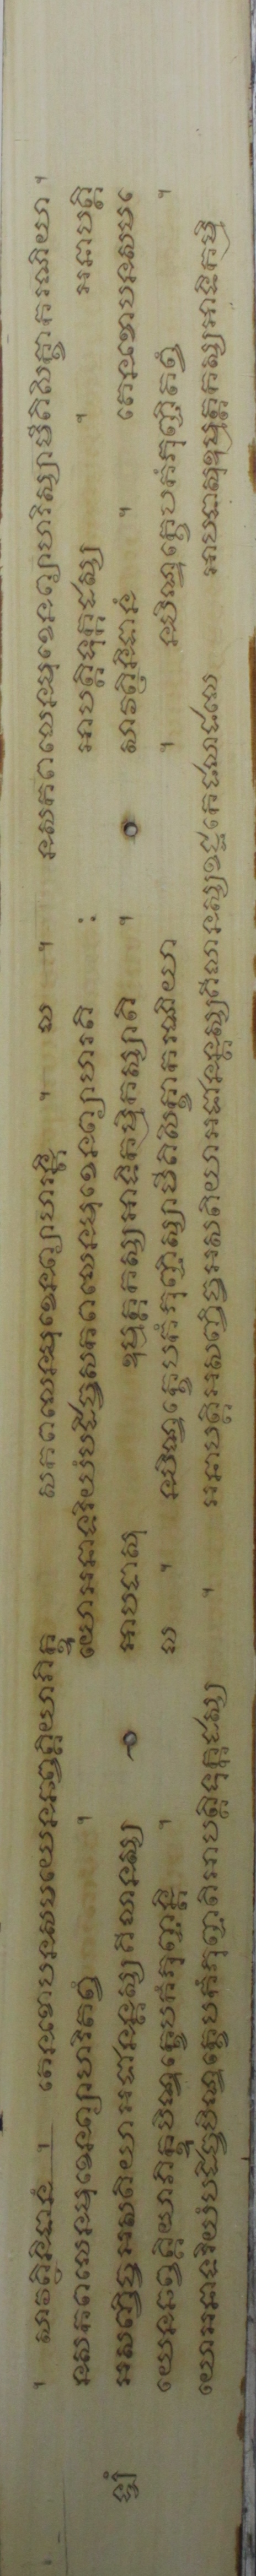 ។ សាវត្ថិនិទានំ ។ តេនខោបនសមយេនឆព្វគ្គិយាភិក្ខូ សកពលេនមុខេនព្យាហរន្តិ ។ ល ។ នសកពលេនមុខេនព្យាហរិស្សាមីតិសិក្ខាករណិយា ។
នសកពលេនមុខេនព្យាហរិតព្វំ ។ យោអនាទរិយំបដិច្ចសកពលេនមុខេនព្យាហរតិ : អាបត្តិទុក្កដស្ស ។ អនាបត្តិ
ឡំ អសញ្ចិច្ចអសតិយាអជានន្តស្សគិលានស្ស អាបទាសុ ឧម្មត្តកស្សអាទិកម្មិកស្សាតិ ។ សាវត្ថិនិទានំ ។ តេនខោបនសមេ
យេនឆព្វគ្គិយាភិក្ខូបិណ្ឌុក្ខេបកំភុញ្ជន្តិ ។ ល ។ នបិណ្ឌុក្ខេបកំភុញ្ជិស្សាមីតិសិក្ខាករណិយា ។ នបិណ្ឌុក្ខេបកំភុញ្ជិតព្វំ ។
យោអនាទរិយំបដិច្ចបិណ្ឌុក្ខេបកំភុញ្ជតិអាបត្តិទុក្កដស្ស ។ អនាបត្តិអសញ្ចិច្ចអសតិយាអជានន្តស្សគិលានស្សខជ្ជកេផលាផលេ អាបទាសុឧម្មត្តកស្សអាទិកម្មិ